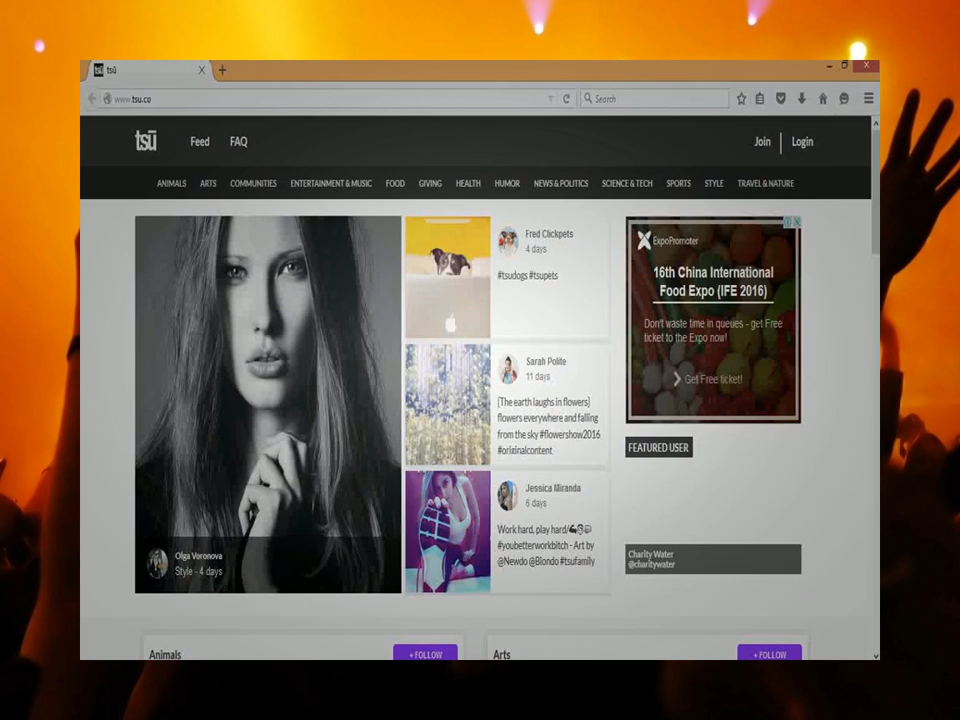 tsū
www.tsu.co
Search
tsū
Feed
FAQ
Join
Login
ANIMALS
ARTS
COMMUNITIES
ENTERTAINMENT & MUSIC
FOOD
GIVING
HEALTH
HUMOR
NEWS & POLITICS
SCIENCE & TECH
SPORTS
STYLE
TRAVEL & NATURE
Olga Voronova
Style - 4 days
Fred Clickpets
4 days
#tsudogs #tsupets
Sarah Polite
11 days
[The earth laughs in flowers]
flowers everywhere and falling
from the sky #flowershow2016
#originalcontent
Jessica Miranda
6 days
Work hard, play hard/
#youbetterworkbitch - Art by
@Newdo @Blondo #tsufamily
ExpoPromoter
16th China International
Food Expo (IFE 2016)
Don't waste time in queues - get Free
ticket to the Expo now!
Get Free ticket!
FEATURED USER
Charity Water
@charitywater
Animals
+ FOLLOW
Arts
+ FOLLOW